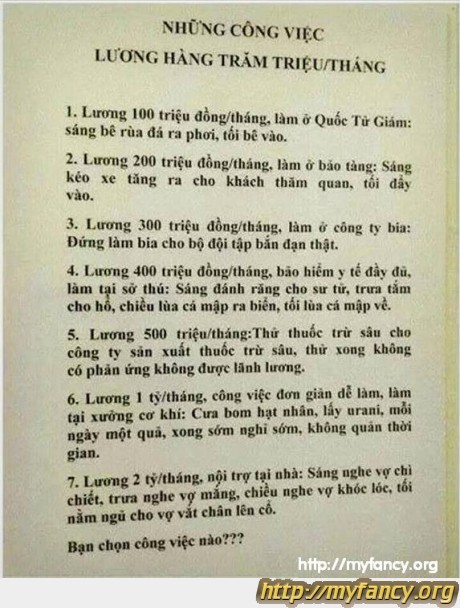 NHỮNG CÔNG VIỆC
LƯƠNG HÀNG TRĂM TRIỆU/THÁNG
1. Lương 100 triệu đồng/tháng, làm ở Quốc Tử Giám:
sáng bê rùa đá ra phơi, tối bê vào.
2. Lương 200 triệu đồng/tháng, làm ở bảo tàng: Sáng
kéo xe tăng ra cho khách thăm quan, tối đẩy
vào.
3. Lương 300 triệu đồng/tháng, làm ở công ty bia:
Đứng làm bia cho bộ đội tập bắn đạn thật.
4. Lương 400 triệu đồng/tháng, bảo hiểm y tế đầy đủ,
làm tại sở thú: Sáng đánh răng cho sư tử, trưa tắm
cho hổ, chiều lùa cá mập ra biển, tối lùa cá mập về.
5. Lương 500 triệu/tháng:Thử thuốc trừ sâu cho
công ty sản xuất thuốc trừ sâu, thử xong không
có phản ứng không được lãnh lương.
6. Lương 1 tỷ/tháng, công việc đơn giản dễ làm, làm
tại xưởng cơ khí: Cưa bom hạt nhân, lấy urani, mỗi
ngày một quả, xong sớm nghỉ sớm, không quản thời
gian.
7. Lương 2 tỷ/tháng, nội trợ tại nhà: Sáng nghe vợ chì
chiết, trưa nghe vợ mắng, chiều nghe vợ khóc lóc, tối
nằm ngủ cho vợ vắt chân lên cổ.
Bạn chọn công việc nào???
http://myfancy.org
http://myfancy.org